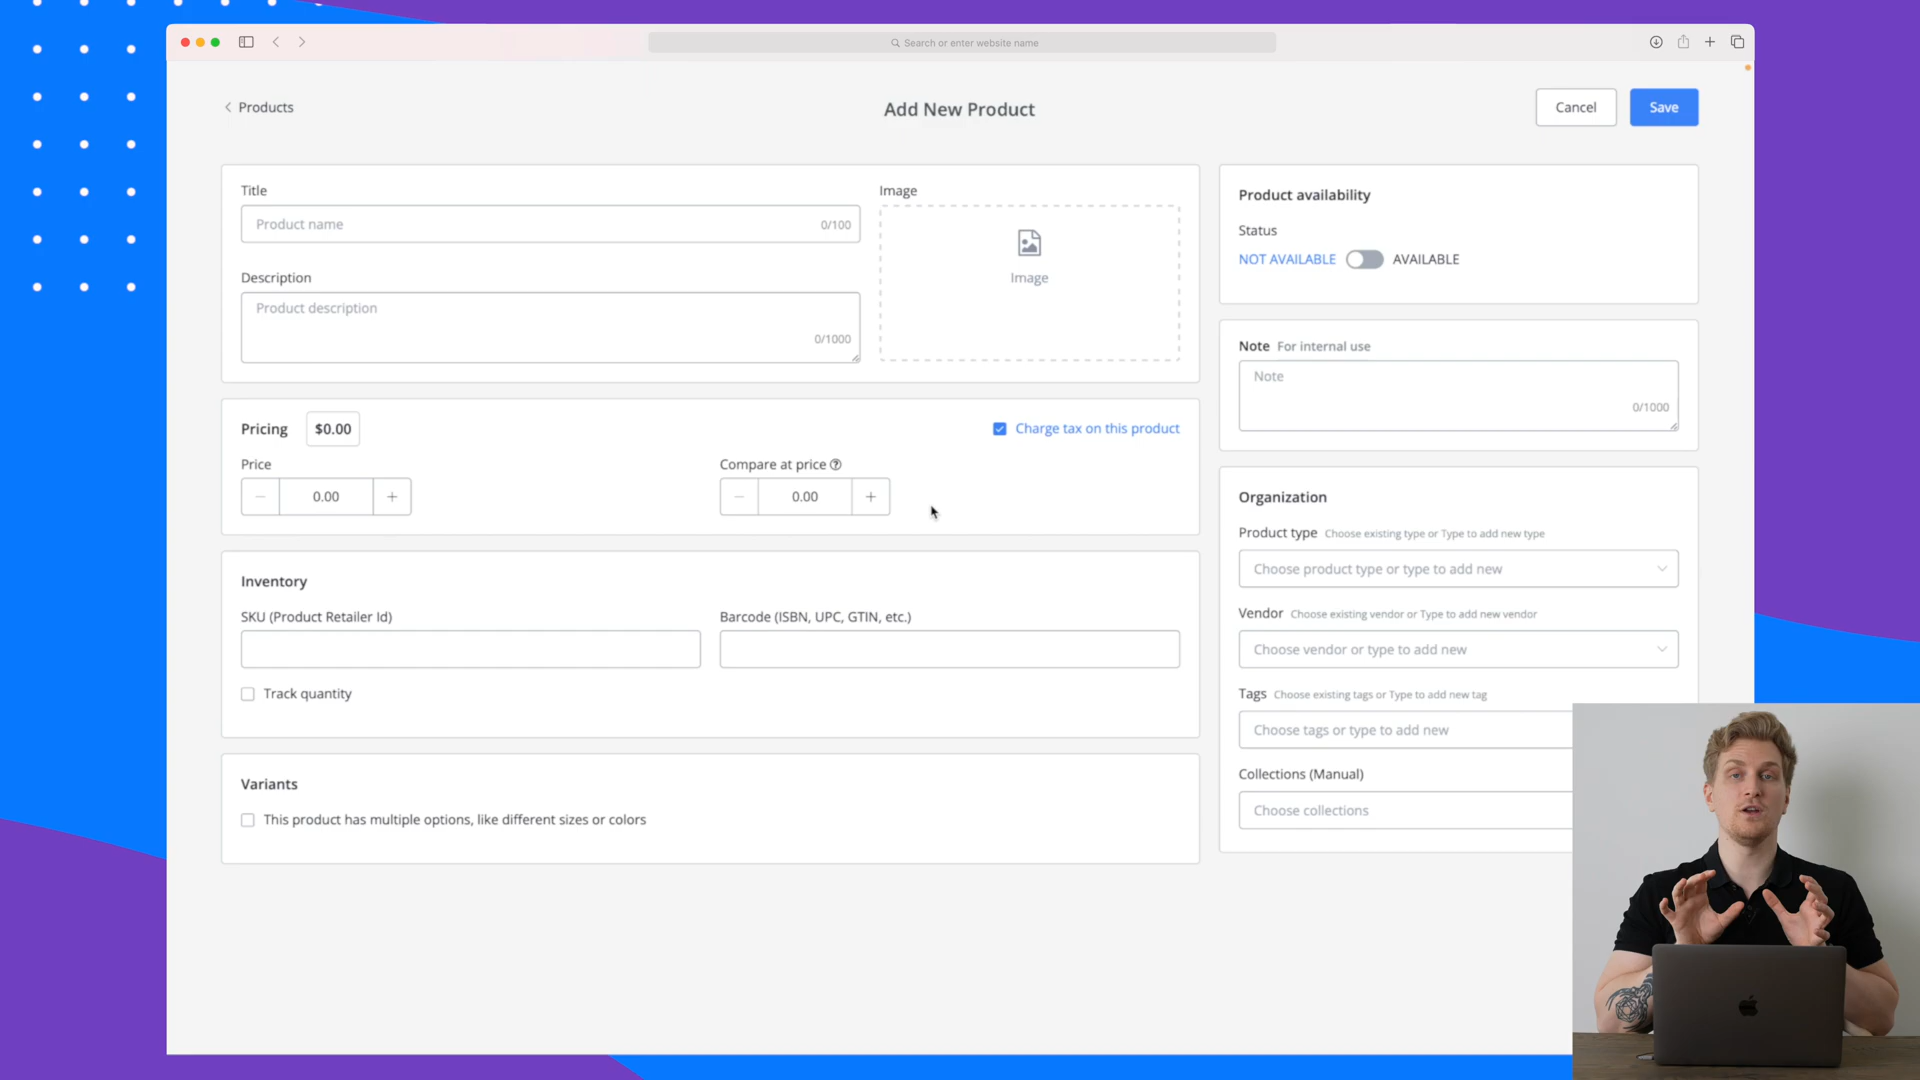 Search or enter website name
Products
Add New Product
Cancel
Save
Title
Product name
0/100
Description
Product description
0/1000
Image
Image
Pricing
$0.00
Charge tax on this product
Price
0.00
Compare at price
0.00
Inventory
SKU (Product Retailer Id)
Barcode (ISBN, UPC, GTIN, etc.)
Track quantity
Variants
This product has multiple options, like different sizes or colors
Product availability
Status
NOT AVAILABLE
AVAILABLE
Note For internal use
Note
0/1000
Organization
Product type Choose existing type or Type to add new type
Choose product type or type to add new
Vendor Choose existing vendor or Type to add new vendor
Choose vendor or type to add new
Tags Choose existing tags or Type to add new tag
Choose tags or type to add new
Collections (Manual)
Choose collections